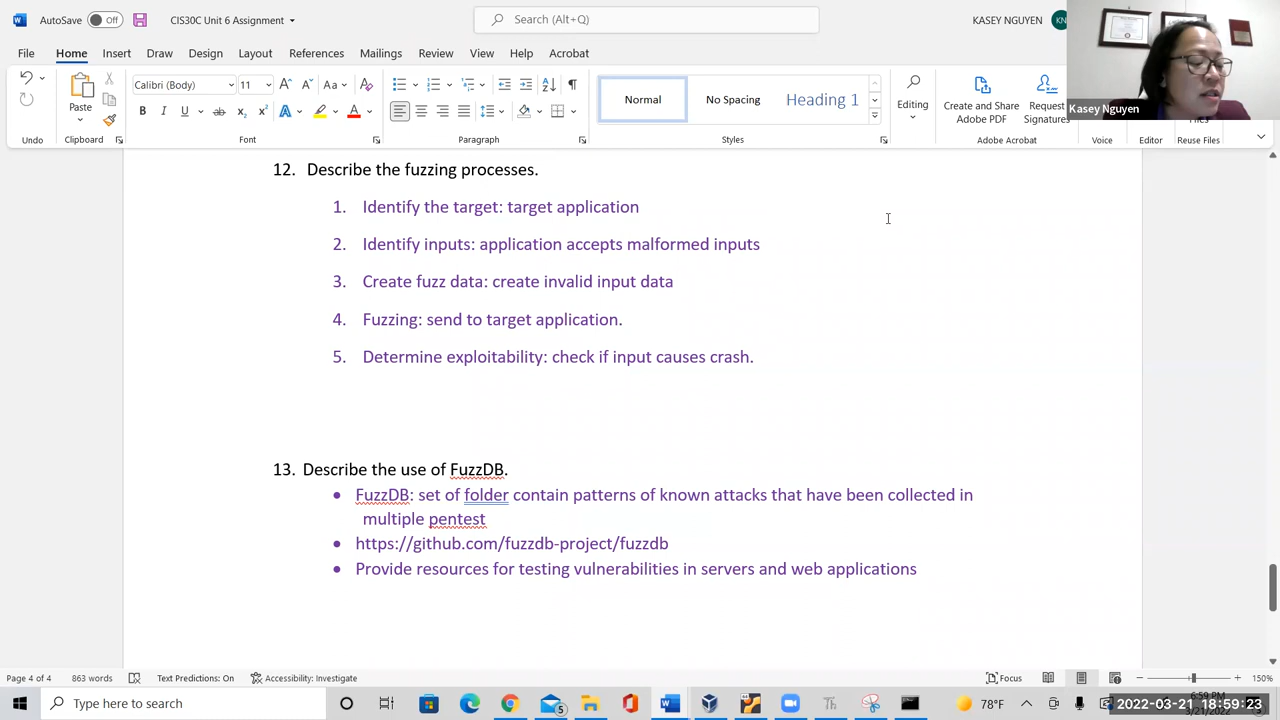 AutoSave Off CIS30C Unit 6 Assignment Search (Alt+Q) KASEY NGUYEN
File Home Insert Draw Design Layout References Mailings Review View Help Acrobat
Kasey Nguyen
Paste Calibri (Body) 11 Aa Normal No Spacing Heading 1 Editing Create and Share Adobe PDF Request Signatures
Undo Clipboard Font Paragraph Styles Adobe Acrobat Voice Editor Reuse Files
12. Describe the fuzzing processes.
1. Identify the target: target application
2. Identify inputs: application accepts malformed inputs
3. Create fuzz data: create invalid input data
4. Fuzzing: send to target application.
5. Determine exploitability: check if input causes crash.
13. Describe the use of FuzzDB.
• FuzzDB: set of folder contain patterns of known attacks that have been collected in
multiple pentest
• https://github.com/fuzzdb-project/fuzzdb
• Provide resources for testing vulnerabilities in servers and web applications
Page 4 of 4 863 words Text Predictions: On Accessibility: Investigate Focus 150%
Type here to search 5 78°F 6:59 PM
2022-03-21 18:59:23